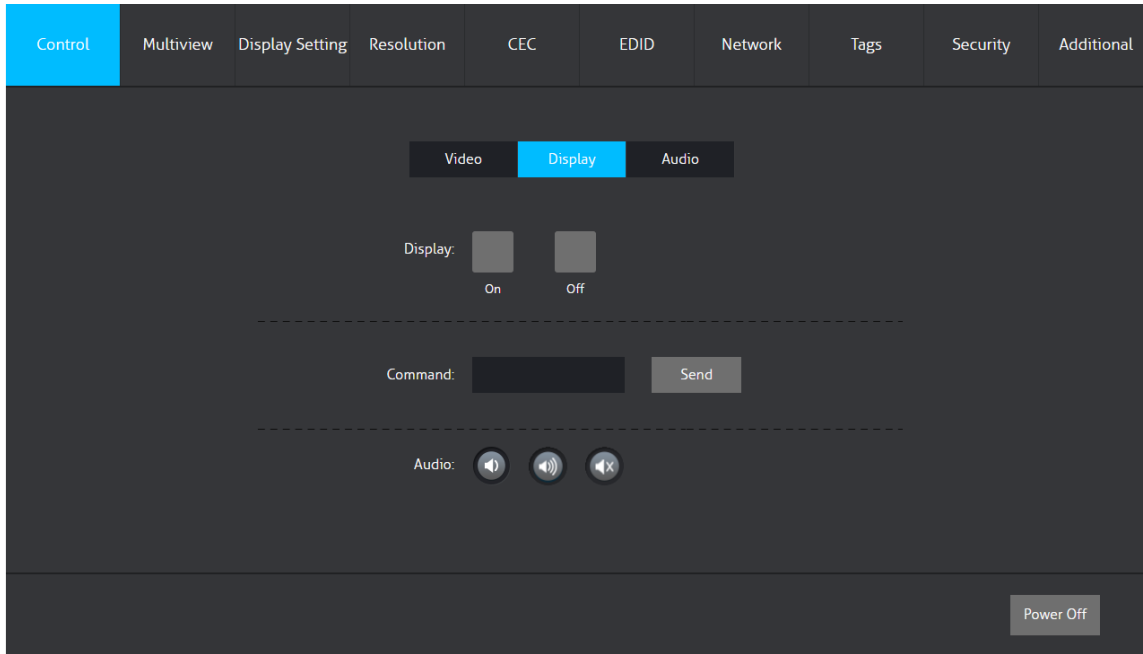 Control Multiview Display Setting Resolution CEC EDID Network Tags Security Additional
Video Display Audio
Display:
On Off
Command: Send
Audio:
Power Off